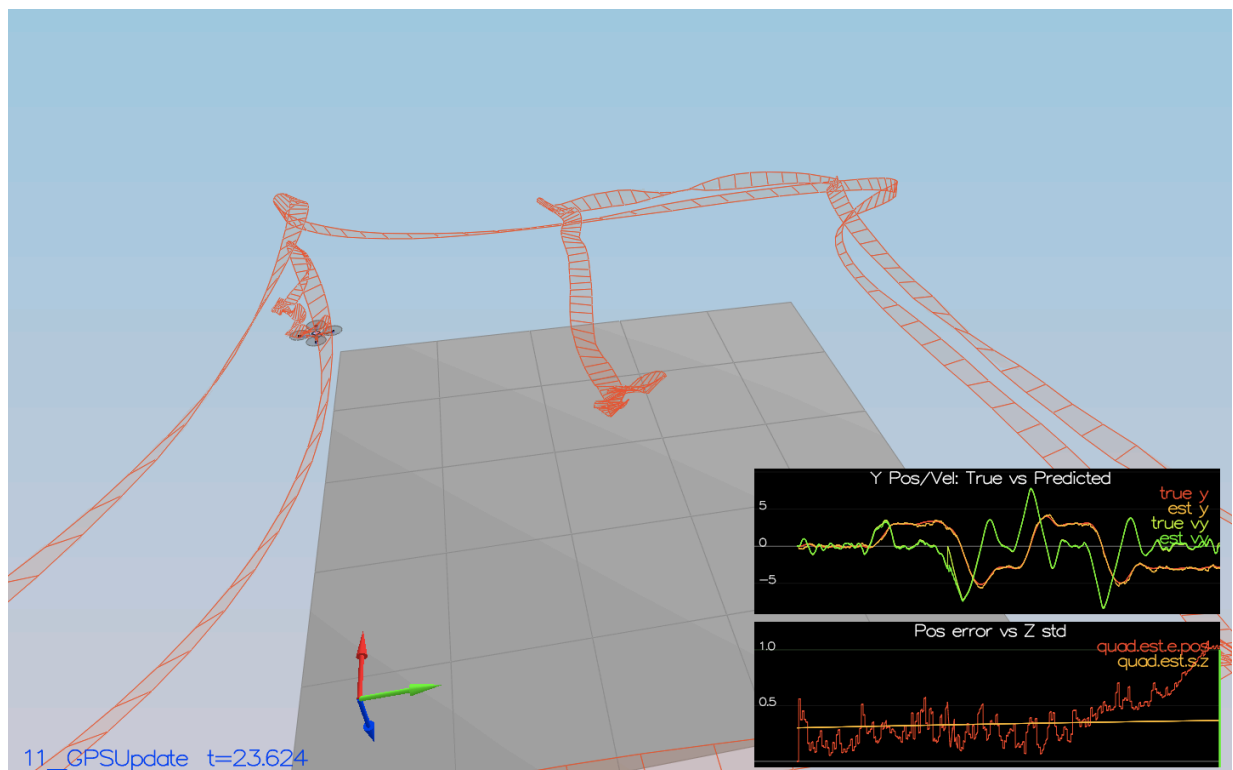 Y Pos/Vel: True vs Predicted
true y
est y
true vy
est vy
5
0
−5
Pos error vs Z std
quad.est.e.pos
quad.est.s.z
1.0
0.5
11_GPSUpdate t=23.624